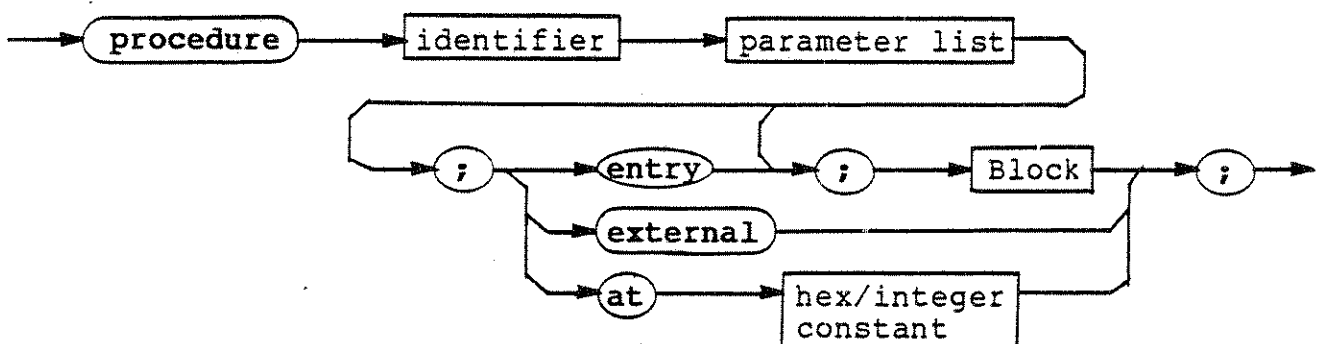 procedure identifier parameter list
; entry ; Block ;
external
at hex/integer
constant